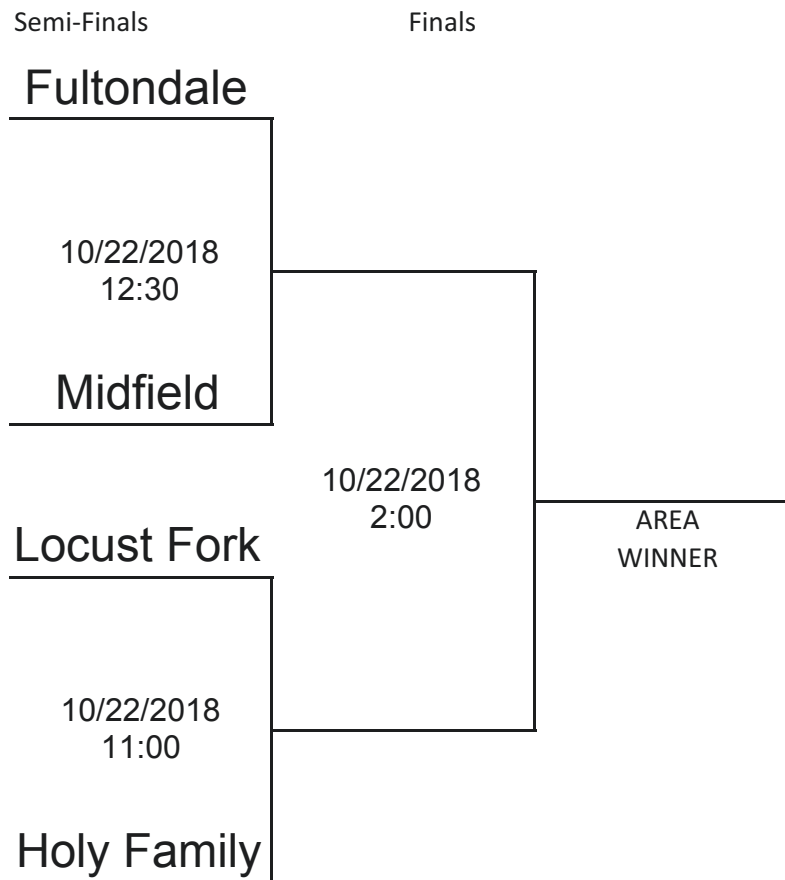 Semi-Finals
Finals
Fultondale
10/22/2018
12:30
Midfield
10/22/2018
2:00
AREA
WINNER
Locust Fork
10/22/2018
11:00
Holy Family